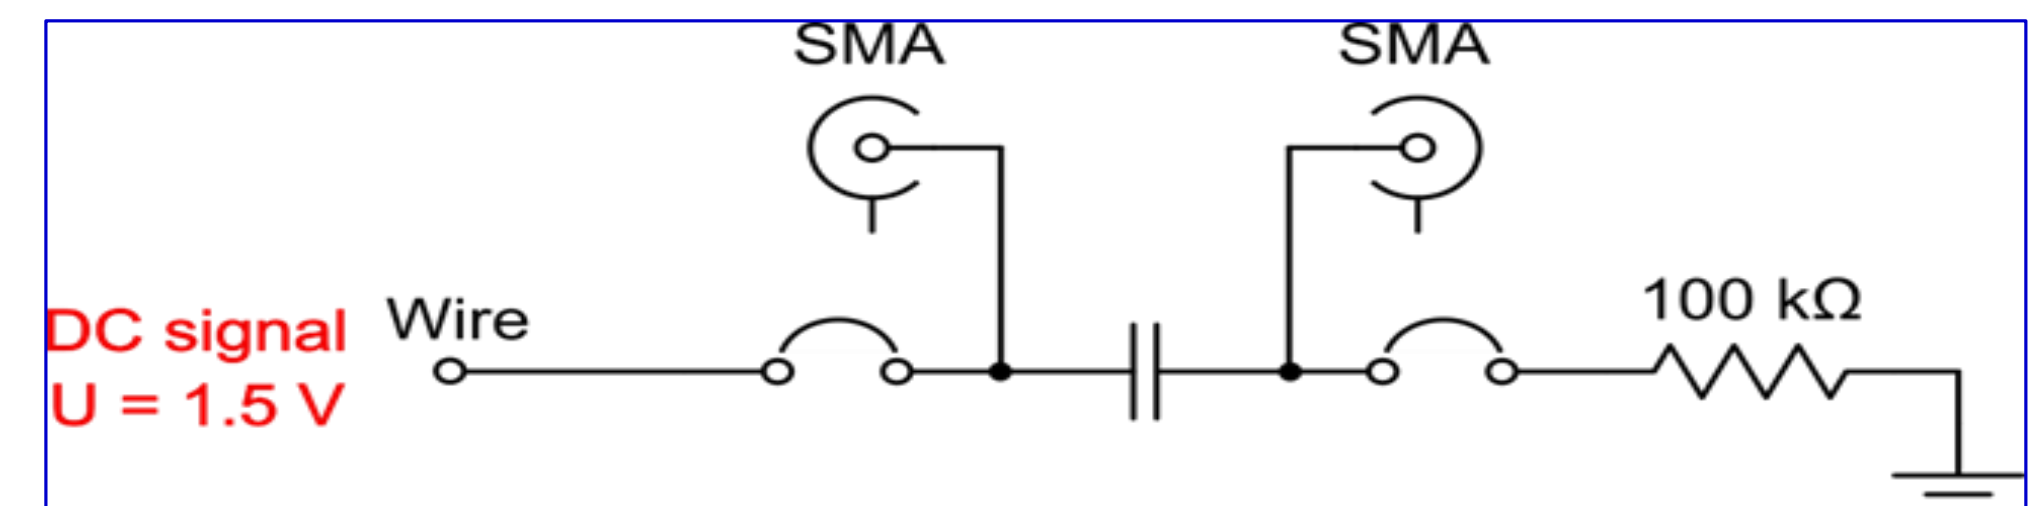 SMA
SMA
DC signal
U = 1.5 V
Wire
100 kΩ